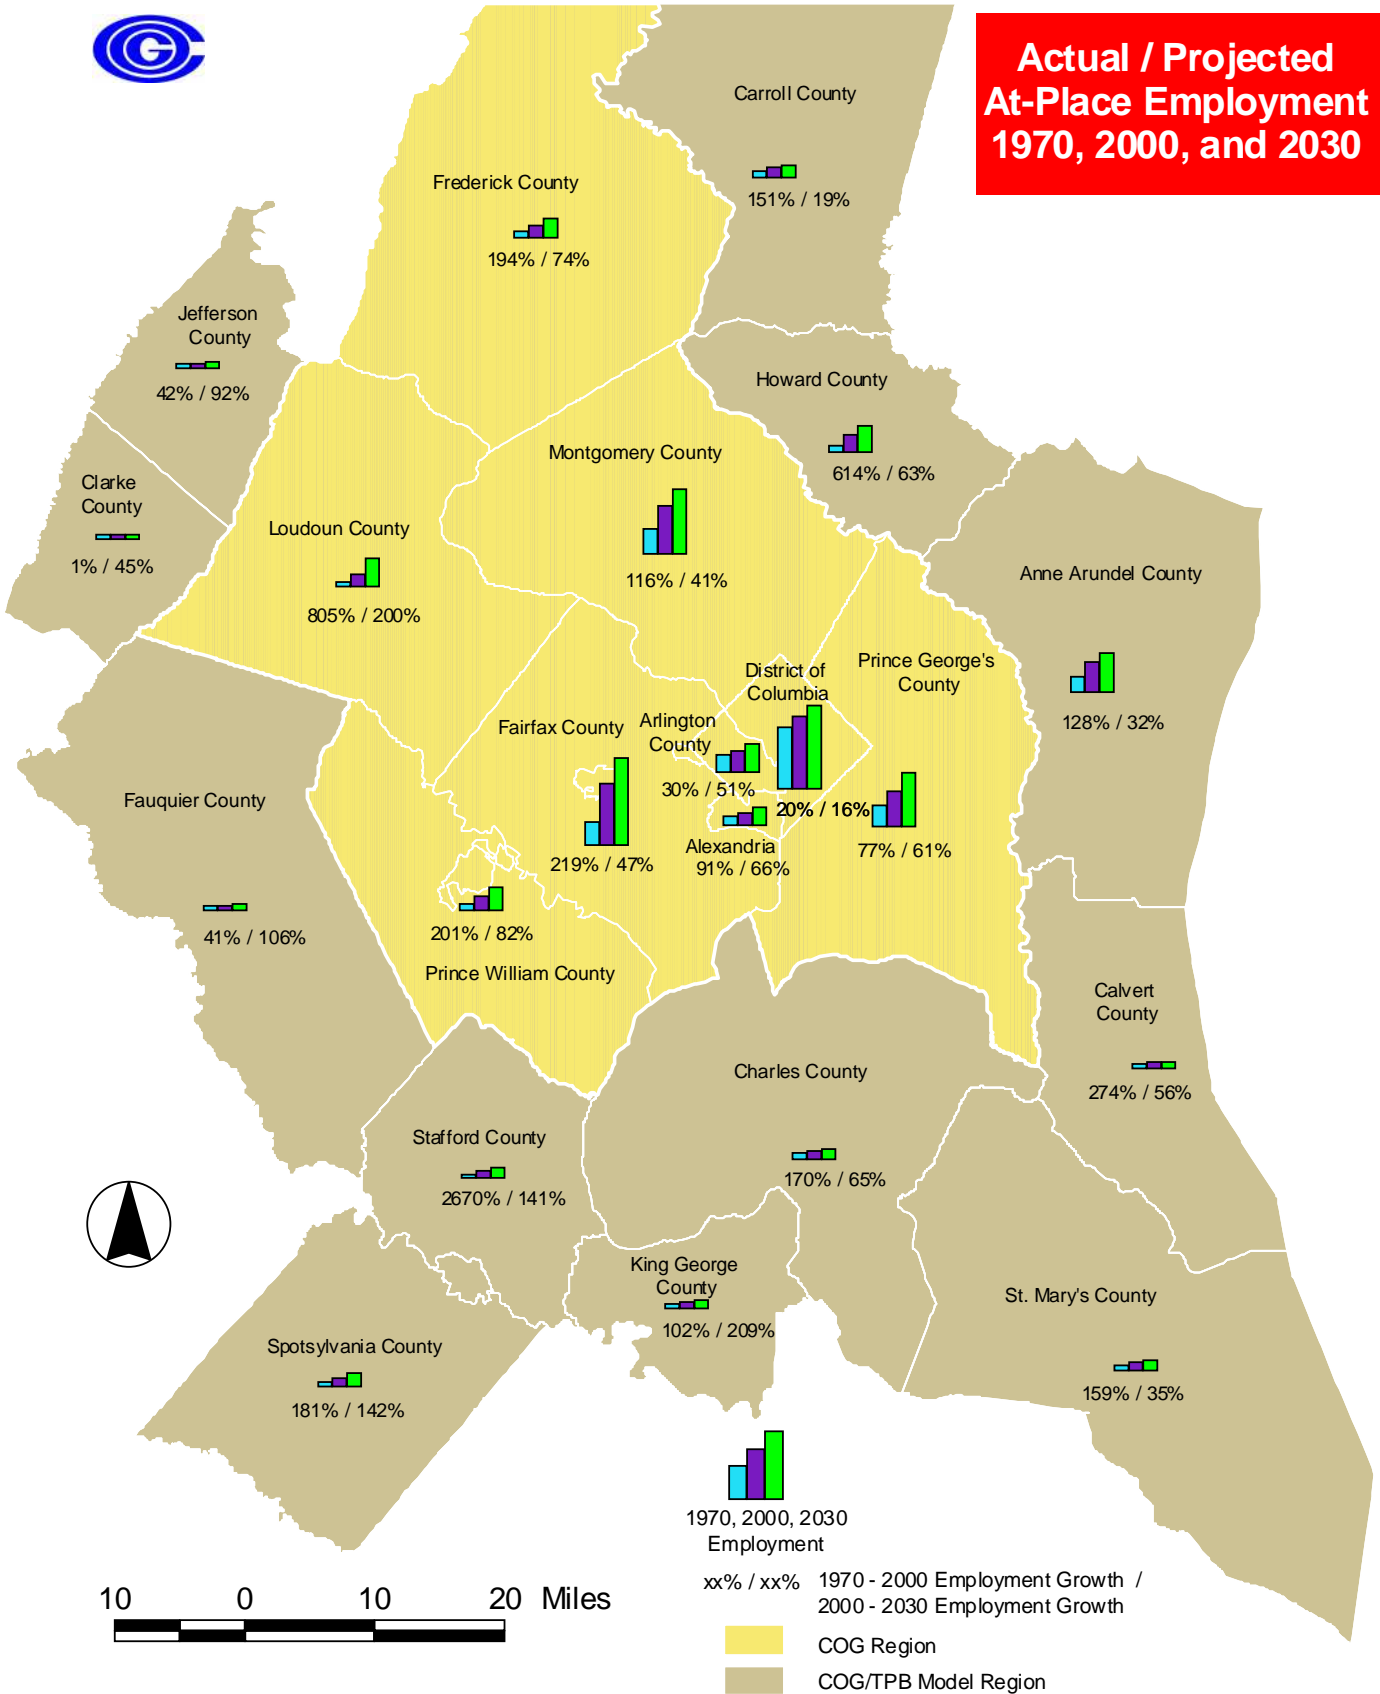 COG
Actual / Projected
At-Place Employment
1970, 2000, and 2030
Carroll County
151% / 19%
Frederick County
194% / 74%
Jefferson
County
42% / 92%
Howard County
614% / 63%
Montgomery County
116% / 41%
Clarke
County
1% / 45%
Loudoun County
805% / 200%
Anne Arundel County
128% / 32%
Prince George's
County
77% / 61%
District of
Columbia
20% / 16%
Arlington
County
30% / 51%
Fairfax County
219% / 47%
Alexandria
91% / 66%
Fauquier County
41% / 106%
201% / 82%
Prince William County
Calvert
County
274% / 56%
Charles County
170% / 65%
Stafford County
2670% / 141%
King George
County
102% / 209%
St. Mary's County
159% / 35%
Spotsylvania County
181% / 142%
1970, 2000, 2030
Employment
xx% / xx% 1970 - 2000 Employment Growth /
2000 - 2030 Employment Growth
COG Region
COG/TPB Model Region
10 0 10 20 Miles